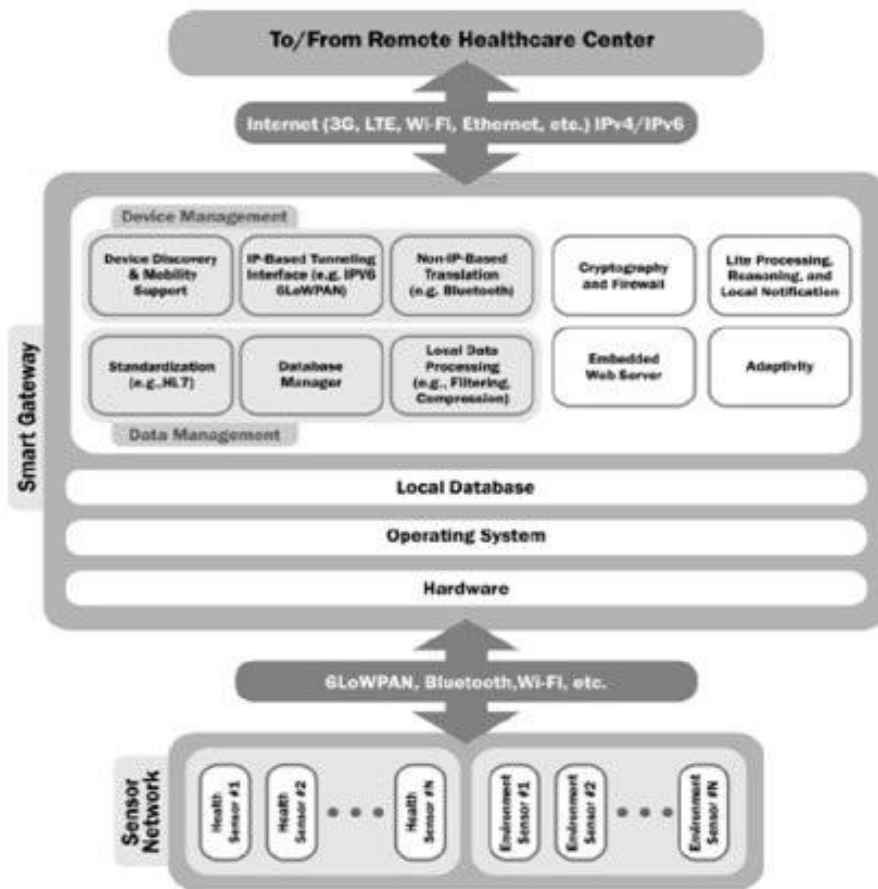 To/From Remote Healthcare Center
Internet (3G, LTE, Wi-Fi, Ethernet, etc.) IPv4/IPv6
Smart Gateway
Device Management
Device Discovery
& Mobility
Support
IP-Based Tunneling
Interface (e.g. IPV6
6LoWPAN)
Non-IP-Based
Translation
(e.g. Bluetooth)
Cryptography
and Firewall
Lite Processing,
Reasoning, and
Local Notification
Standardization
(e.g.,HL7)
Database
Manager
Local Data
Processing
(e.g., Filtering,
Compression)
Embedded
Web Server
Adaptivity
Data Management
Local Database
Operating System
Hardware
6LoWPAN, Bluetooth,Wi-Fi, etc.
Sensor
Network
Health
Sensor #1
Health
Sensor #2
Health
Sensor #N
Environment
Sensor #1
Environment
Sensor #2
Environment
Sensor #N